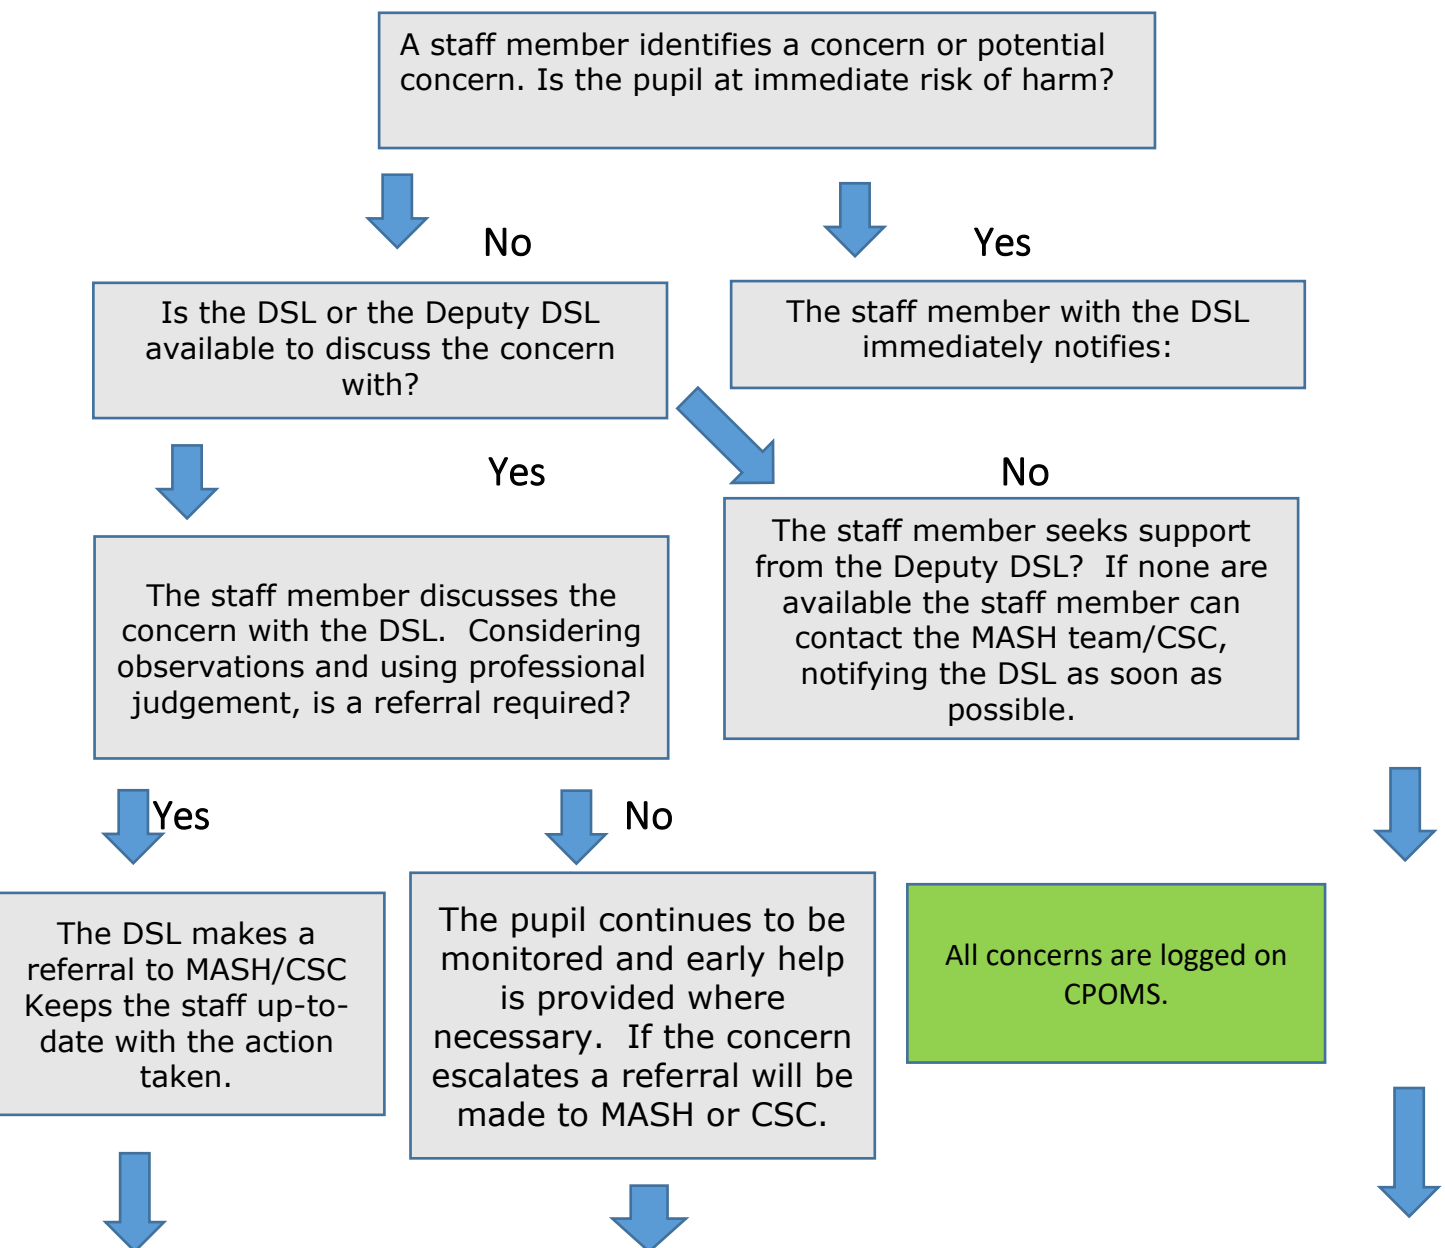 A staff member identifies a concern or potential
concern. Is the pupil at immediate risk of harm?
No
Yes
Is the DSL or the Deputy DSL
available to discuss the concern
with?
The staff member with the DSL
immediately notifies:
Yes
No
The staff member discusses the
concern with the DSL.  Considering
observations and using professional
judgement, is a referral required?
The staff member seeks support
from the Deputy DSL?  If none are
available the staff member can
contact the MASH team/CSC,
notifying the DSL as soon as
possible.
Yes
No
The DSL makes a
referral to MASH/CSC
Keeps the staff up-to-
date with the action
taken.
The pupil continues to be
monitored and early help
is provided where
necessary.  If the concern
escalates a referral will be
made to MASH or CSC.
All concerns are logged on
CPOMS.